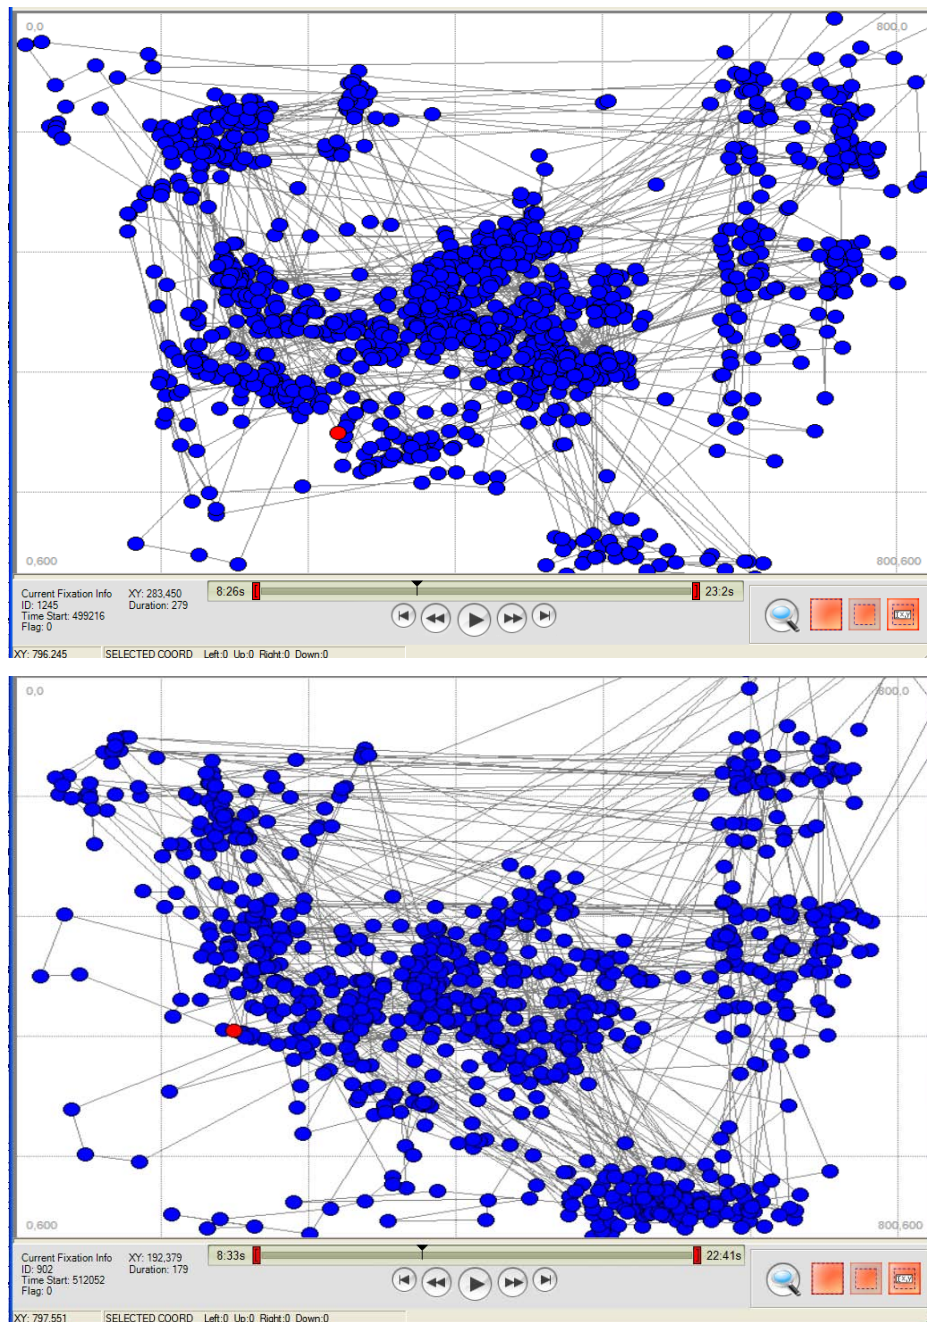 0,0 800,0
0,600 800,600
8:26s 23:2s
Current Fixation Info XY: 283,450
ID: 1245 Duration: 279
Time Start: 499216
Flag: 0
XY: 796.245 SELECTED COORD Left:0 Up:0 Right:0 Down:0
0,0 800,0
0,600 800,600
8:33s 22:41s
Current Fixation Info XY: 192,379
ID: 902 Duration: 179
Time Start: 512052
Flag: 0
XY: 797.551 SELECTED COORD Left:0 Up:0 Right:0 Down:0